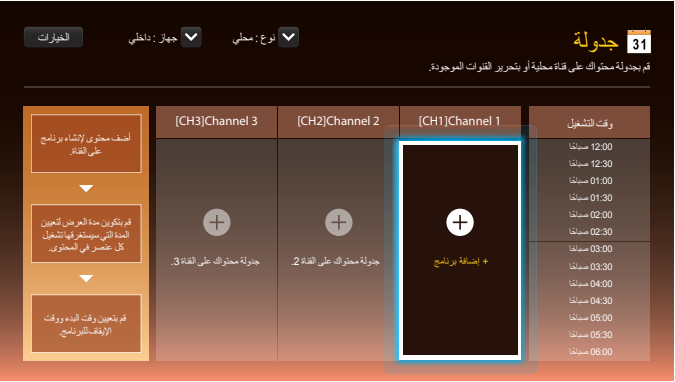 31 جدولة
نوع : محلي
جهاز : داخلي
الخيارات
قم بجدولة محتواك على قناة محلية أو بتحرير القنوات الموجودة.
وقت التشغيل
[CH1]Channel 1
[CH2]Channel 2
[CH3]Channel 3
12:00 صباحًا
12:30 صباحًا
01:00 صباحًا
01:30 صباحًا
02:00 صباحًا
02:30 صباحًا
03:00 صباحًا
03:30 صباحًا
04:00 صباحًا
04:30 صباحًا
05:00 صباحًا
05:30 صباحًا
06:00 صباحًا
+ إضافة برنامج
جدولة محتواك على القناة 2.
جدولة محتواك على القناة 3.
أضف محتوى لإنشاء برنامج
على القناة.
قم بتكوين مدة العرض لتعيين
المدة التي سيستغرقها تشغيل
كل عنصر في المحتوى.
قم بتعيين وقت البدء ووقت
الإيقاف للبرنامج.